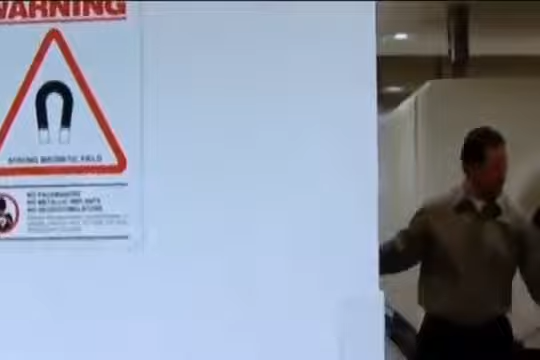 WARNING
STRONG MAGNETIC FIELD
NO PACEMAKERS
NO METALLIC IMPLANTS
NO NEUROSTIMULATORS